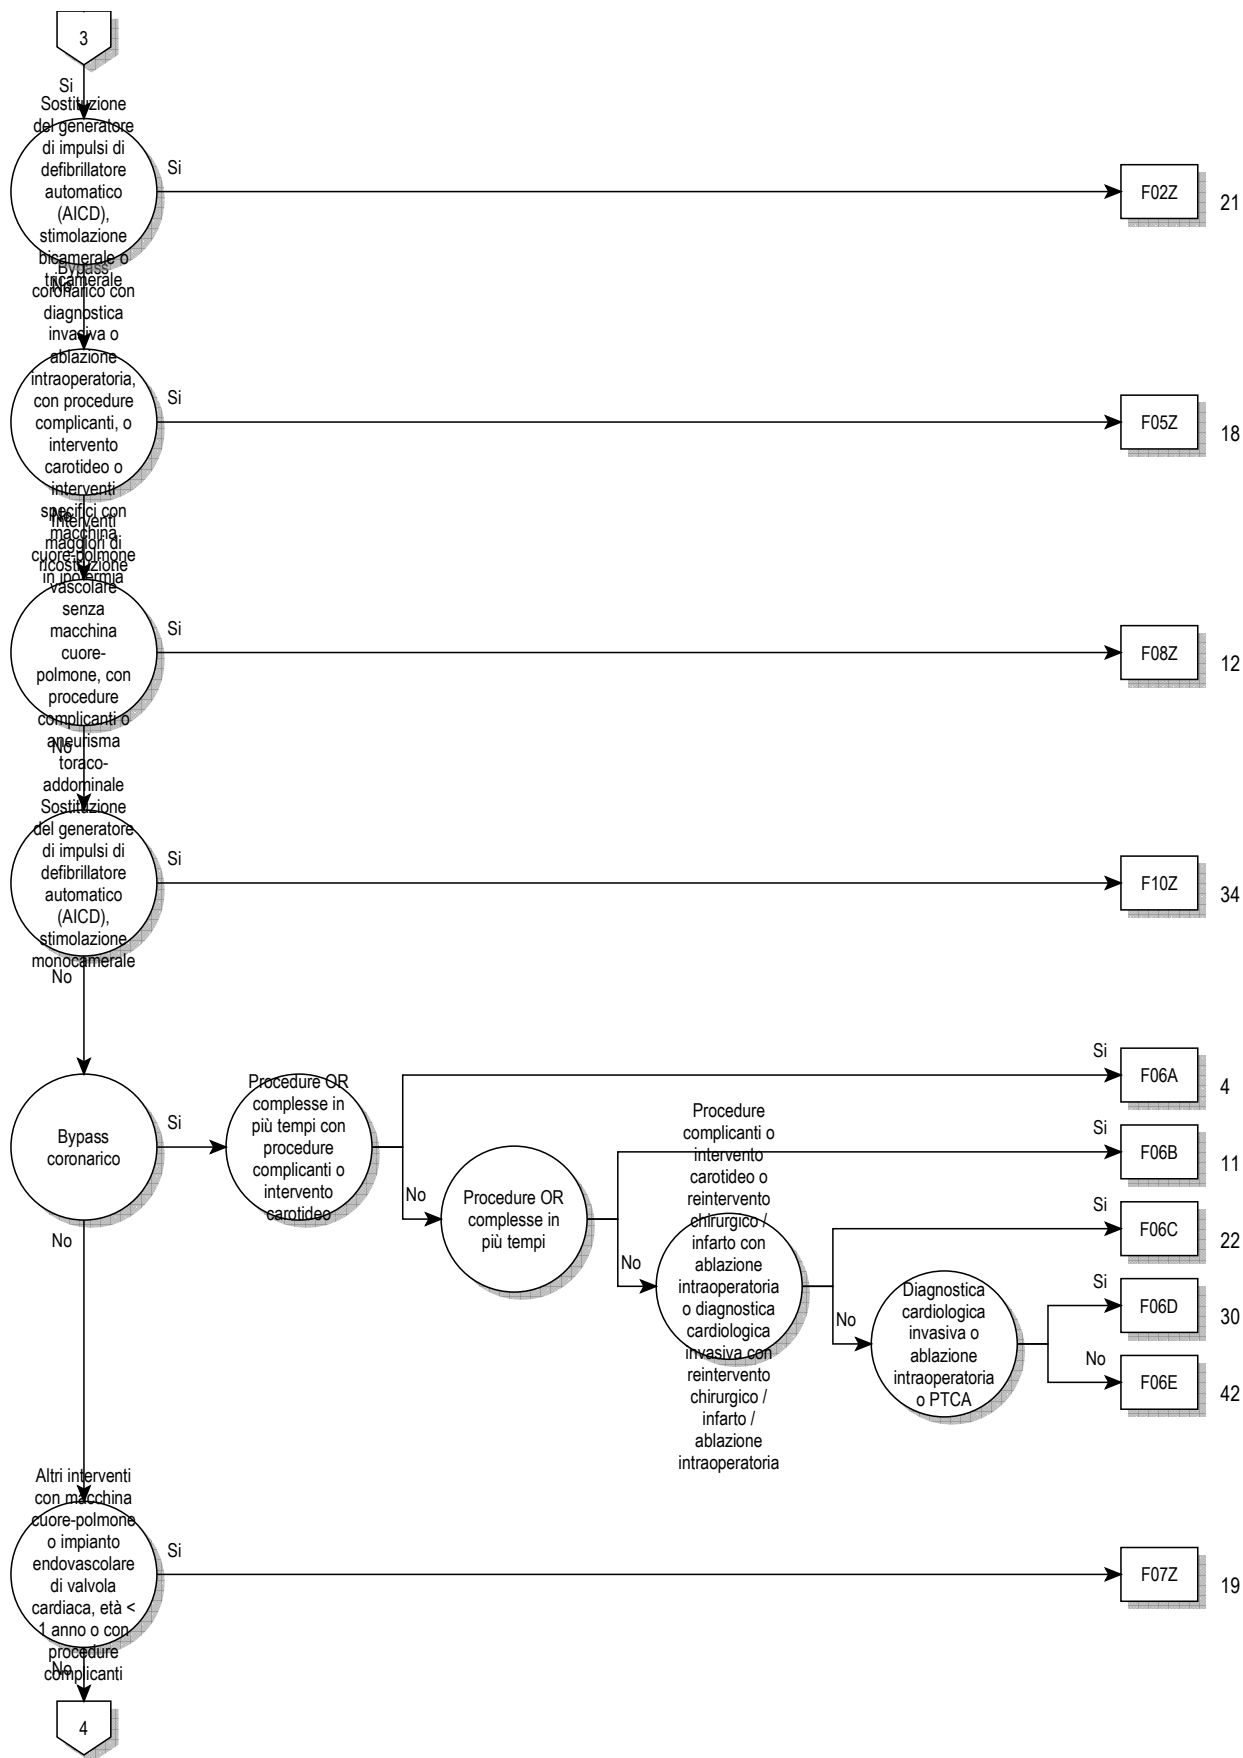 3
Si
Sostituzione
del generatore
di impulsi di
defibrillatore
automatico
(AICD),
stimolazione
bicamerale o
tricamerale
Si
F02Z
21
No
Bypass
coronarico con
diagnostica
invasiva o
ablazione
intraoperatoria,
con procedure
complicanti, o
intervento
carotideo o
interventi
specifici con
macchina
cuore-polmone
in ipotermia
Si
F05Z
18
No
Interventi
maggiori di
ricostruzione
vascolare
senza
macchina
cuore-
polmone, con
procedure
complicanti o
aneurisma
toraco-
addominale
Si
F08Z
12
No
Sostituzione
del generatore
di impulsi di
defibrillatore
automatico
(AICD),
stimolazione
monocamerale
Si
F10Z
34
No
Bypass
coronarico
Si
Procedure OR
complesse in
più tempi con
procedure
complicanti o
intervento
carotideo
Si
F06A
4
No
Procedure OR
complesse in
più tempi
Si
F06B
11
No
Procedure
complicanti o
intervento
carotideo o
reintervento
chirurgico /
infarto con
ablazione
intraoperatoria
o diagnostica
cardiologica
invasiva con
reintervento
chirurgico /
infarto /
ablazione
intraoperatoria
Si
F06C
22
No
Diagnostica
cardiologica
invasiva o
ablazione
intraoperatoria
o PTCA
Si
F06D
30
No
F06E
42
No
Altri interventi
con macchina
cuore-polmone
o impianto
endovascolare
di valvola
cardiaca, età <
1 anno o con
procedure
complicanti
Si
F07Z
19
No
4